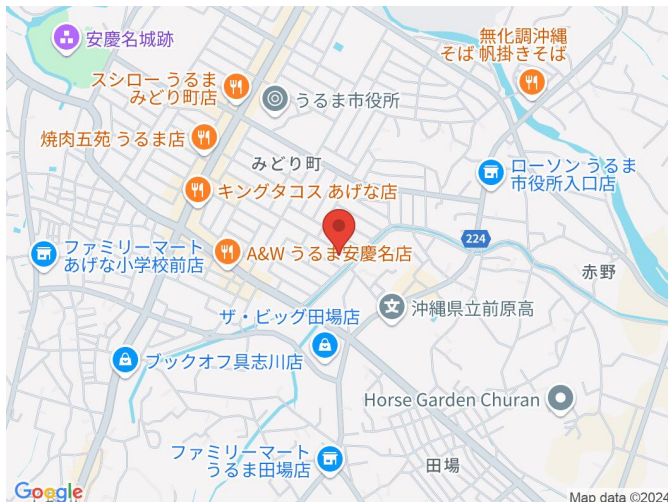 安慶名城跡
無化調沖縄
そば 帆掛きそば
スシロー うるま
みどり町店
うるま市役所
焼肉五苑 うるま店
みどり町
ローソン うるま
市役所入口店
キングタコス あげな店
224
ファミリーマート
あげな小学校前店
A&W うるま安慶名店
赤野
沖縄県立前原高
ザ・ビッグ田場店
ブックオフ具志川店
Horse Garden Churan
ファミリーマート
うるま田場店
田場
Google
Map data ©2024